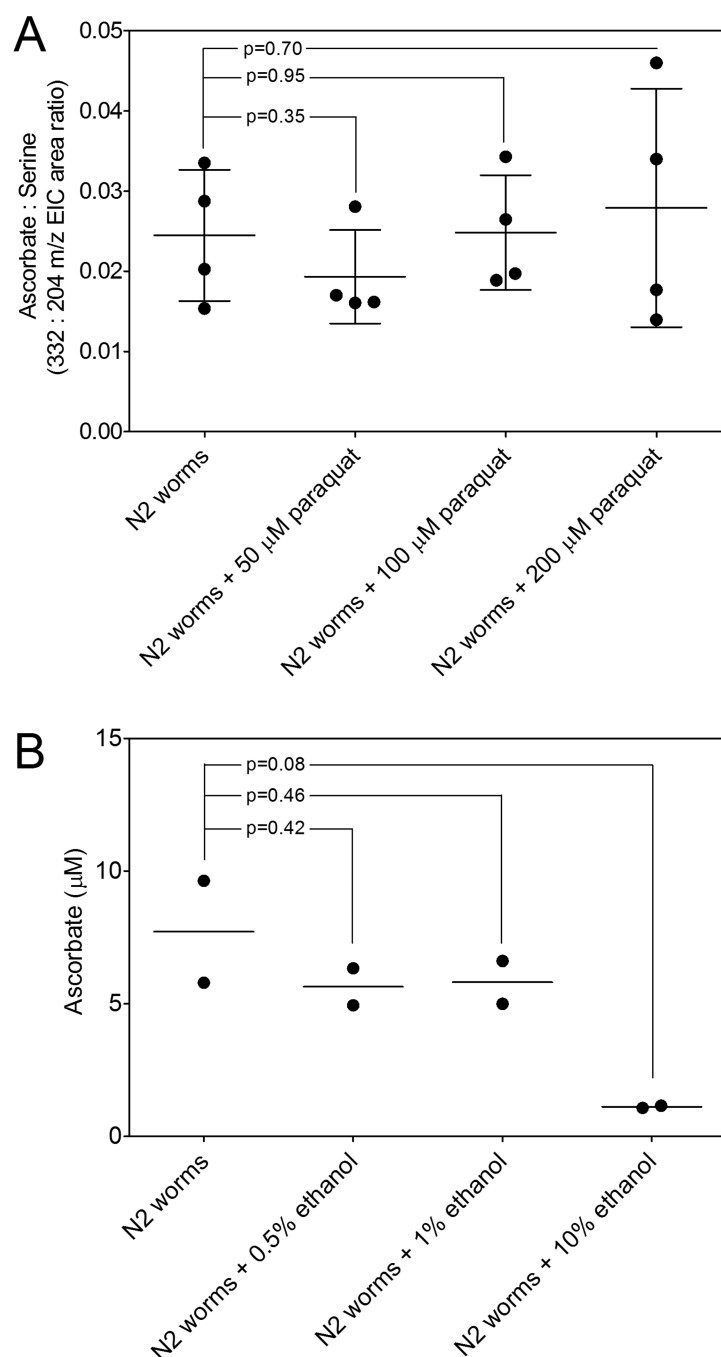 A
0.05
0.04
0.03
0.02
0.01
0.00
Ascorbate : Serine
(332 : 204 m/z EIC area ratio)
p=0.70
p=0.95
p=0.35
N2 worms
N2 worms + 50 μM paraquat
N2 worms + 100 μM paraquat
N2 worms + 200 μM paraquat
B
15
10
5
0
Ascorbate (μM)
p=0.08
p=0.46
p=0.42
N2 worms
N2 worms + 0.5% ethanol
N2 worms + 1% ethanol
N2 worms + 10% ethanol